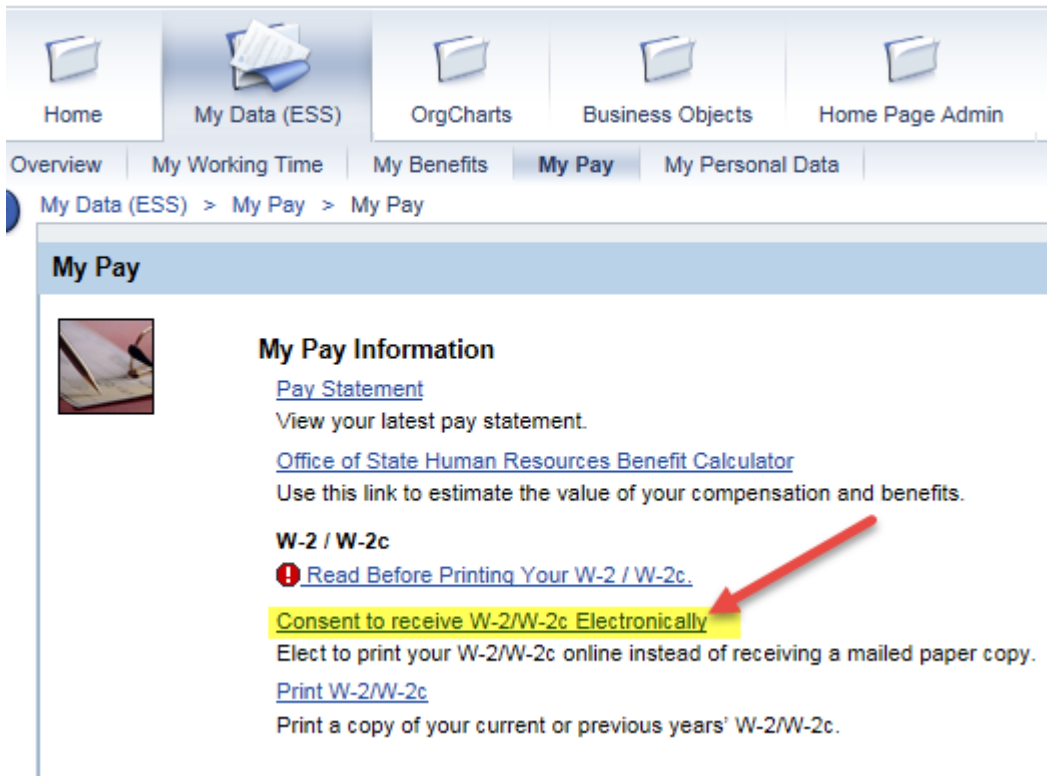 Home My Data (ESS) OrgCharts Business Objects Home Page Admin
Overview My Working Time My Benefits My Pay My Personal Data
My Data (ESS) > My Pay > My Pay
My Pay
My Pay Information
Pay Statement
View your latest pay statement.
Office of State Human Resources Benefit Calculator
Use this link to estimate the value of your compensation and benefits.
W-2 / W-2c
Read Before Printing Your W-2 / W-2c.
Consent to receive W-2/W-2c Electronically
Elect to print your W-2/W-2c online instead of receiving a mailed paper copy.
Print W-2/W-2c
Print a copy of your current or previous years' W-2/W-2c.